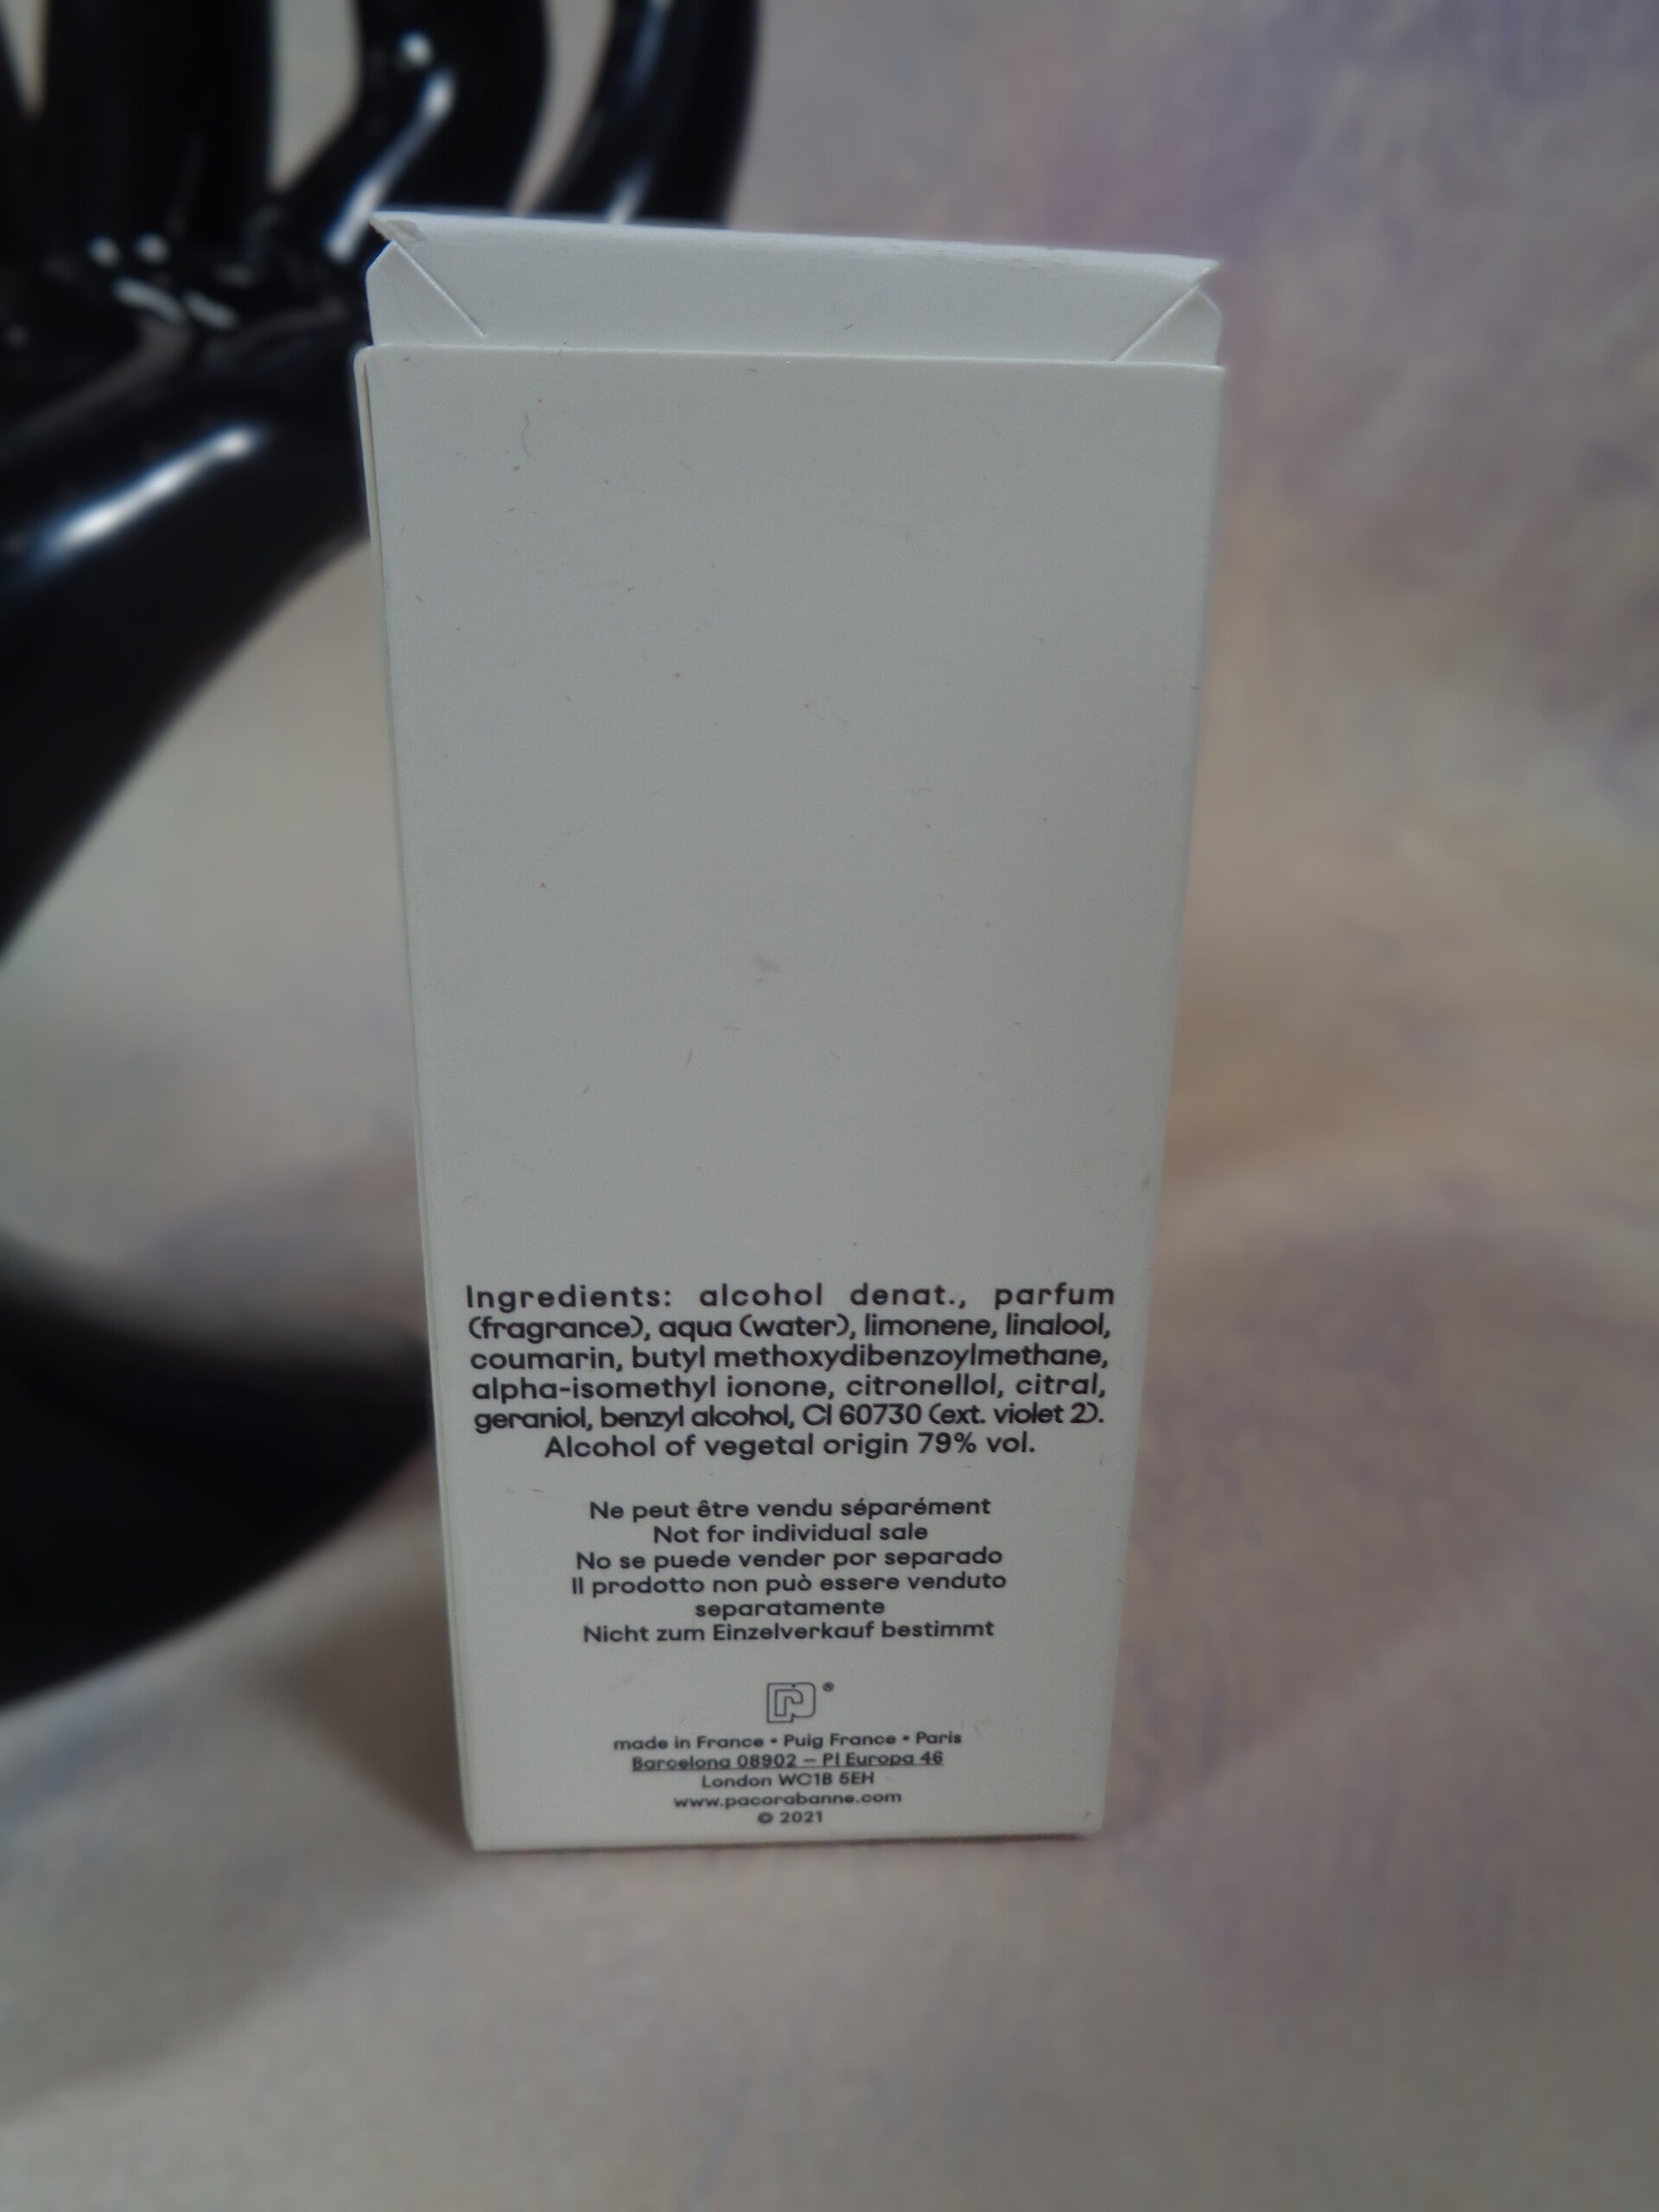 Ingredients: alcohol denat., parfum
(fragrance), aqua (water), limonene, linalool,
coumarin, butyl methoxydibenzoylmethane,
alpha-isomethyl ionone, citronellol, citral,
geraniol, benzyl alcohol, CI 60730 (ext. violet 2).
Alcohol of vegetal origin 79% vol.
Ne peut être vendu séparément
Not for individual sale
No se puede vender por separado
Il prodotto non può essere venduto
separatamente
Nicht zum Einzelverkauf bestimmt
®
made in France • Puig France • Paris
Barcelona 08902 – Pl Europa 46
London WC1B 5EH
www.pacorabanne.com
© 2021